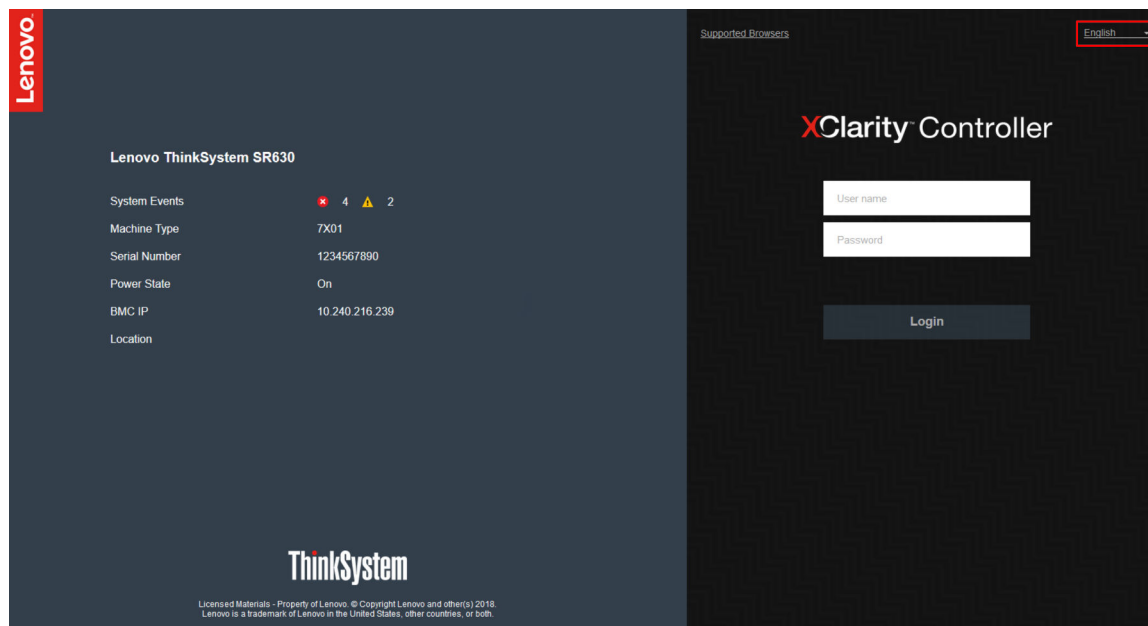 Lenovo.
Supported Browsers
English
XClarity™ Controller
Lenovo ThinkSystem SR630
System Events 4 2
Machine Type 7X01
Serial Number 1234567890
Power State On
BMC IP 10.240.216.239
Location
User name
Password
Login
ThinkSystem
Licensed Materials - Property of Lenovo. © Copyright Lenovo and other(s) 2018.
Lenovo is a trademark of Lenovo in the United States, other countries, or both.